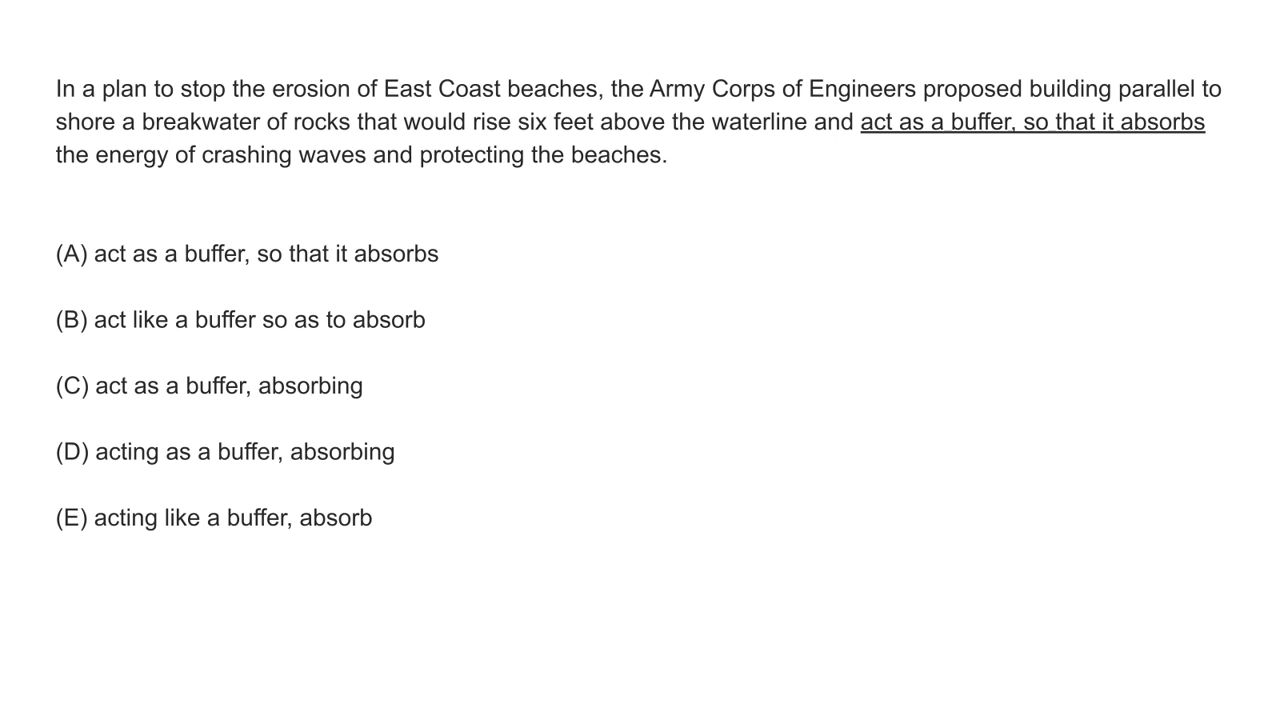 In a plan to stop the erosion of East Coast beaches, the Army Corps of Engineers proposed building parallel to
shore a breakwater of rocks that would rise six feet above the waterline and act as a buffer, so that it absorbs
the energy of crashing waves and protecting the beaches.
(A) act as a buffer, so that it absorbs
(B) act like a buffer so as to absorb
(C) act as a buffer, absorbing
(D) acting as a buffer, absorbing
(E) acting like a buffer, absorb